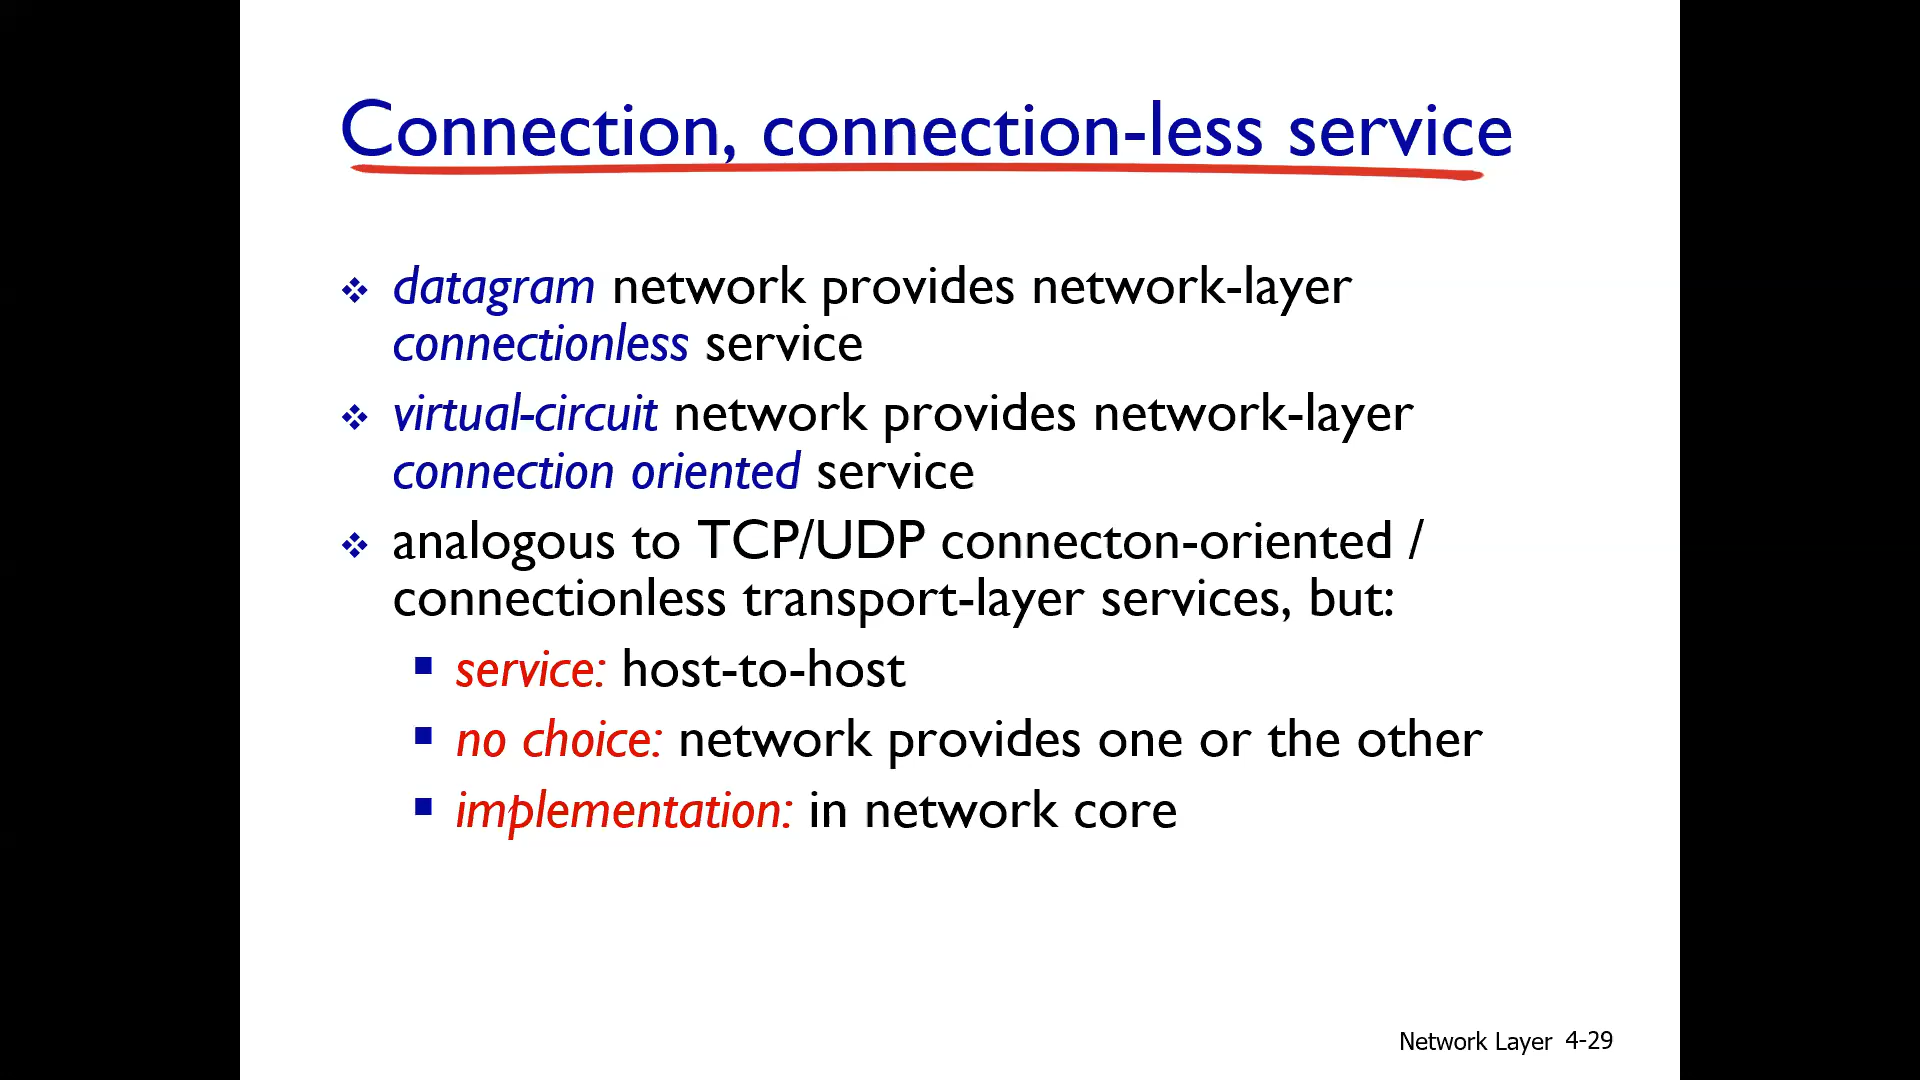 Connection, connection-less service
❖ datagram network provides network-layer
connectionless service
❖ virtual-circuit network provides network-layer
connection oriented service
❖ analogous to TCP/UDP connecton-oriented /
connectionless transport-layer services, but:
▪ service: host-to-host
▪ no choice: network provides one or the other
▪ implementation: in network core
Network Layer 4-29